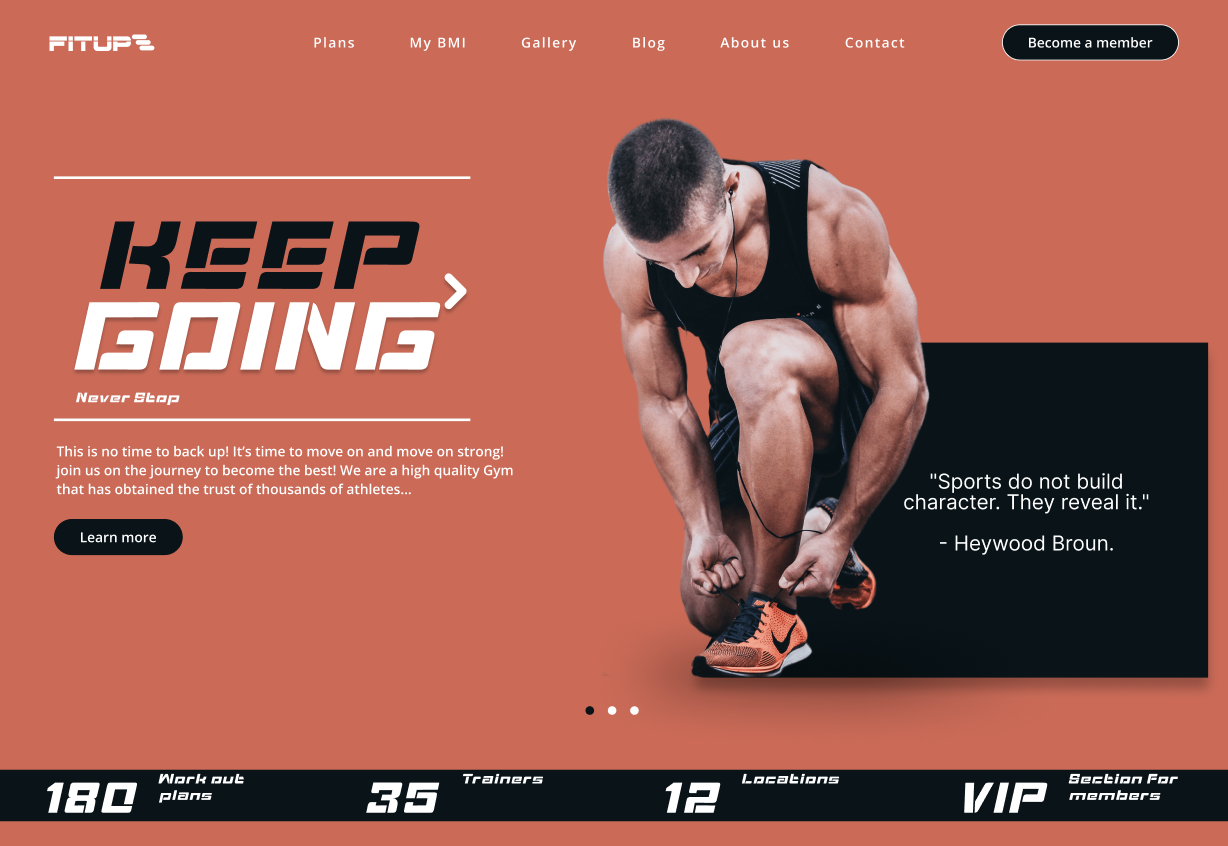 FITUP
Plans
My BMI
Gallery
Blog
About us
Contact
Become a member
KEEP
GOING
Never Stop
This is no time to back up! It’s time to move on and move on strong!
join us on the journey to become the best! We are a high quality Gym
that has obtained the trust of thousands of athletes...
Learn more
"Sports do not build
character. They reveal it."
- Heywood Broun.
180
Work out
plans
35
Trainers
12
Locations
VIP
Section For
members